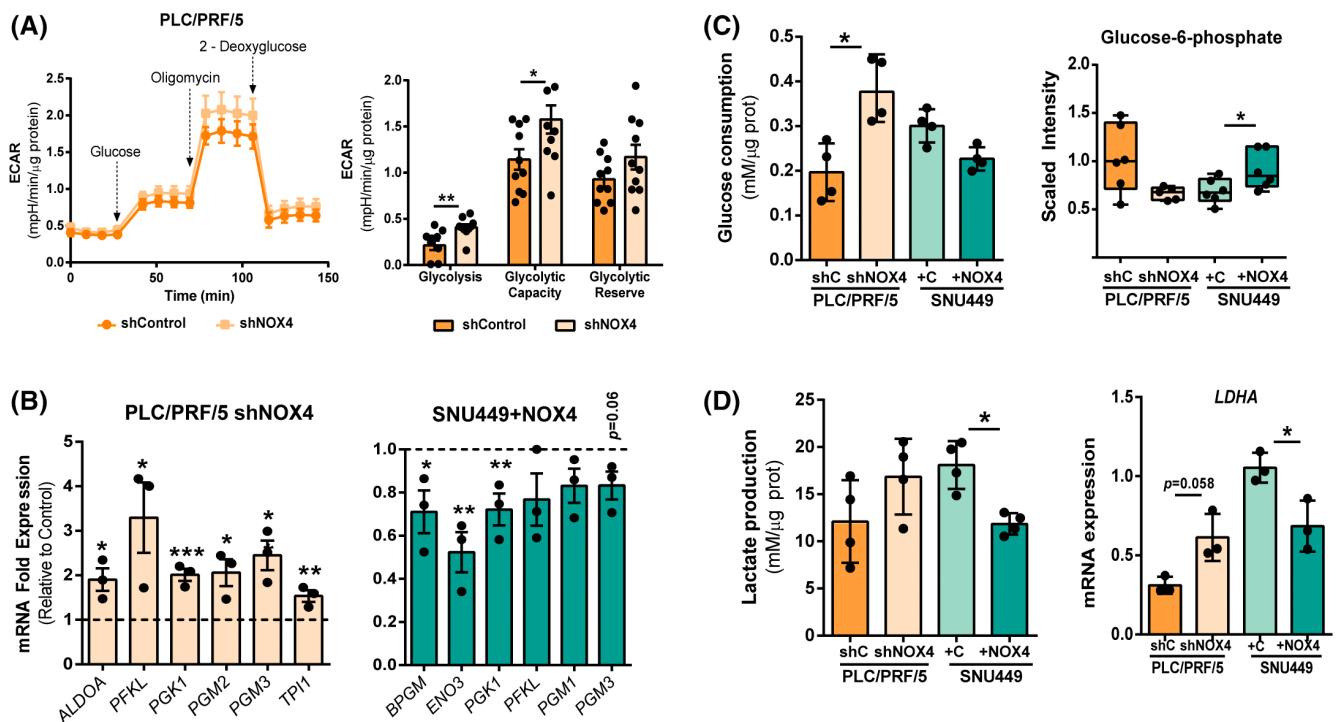 (A)
PLC/PRF/5
2 - Deoxyglucose
Oligomycin
Glucose
ECAR
(mpH/min/µg protein)
2.5
2.0
1.5
1.0
0.5
0.0
0 50 100 150
Time (min)
shControl shNOX4
ECAR
(mpH/min/µg protein)
2.0
1.5
1.0
0.5
0.0
**
*
Glycolysis Glycolytic Glycolytic
Capacity Reserve
shControl shNOX4
(C)
Glucose consumption
(mM/µg prot)
0.5
0.4
0.3
0.2
0.1
0.0
*
shC shNOX4 +C +NOX4
PLC/PRF/5 SNU449
Glucose-6-phosphate
Scaled Intensity
2.0
1.5
1.0
0.5
*
shC shNOX4 +C +NOX4
PLC/PRF/5 SNU449
(B)
PLC/PRF/5 shNOX4
mRNA Fold Expression
(Relative to Control)
5
4
3
2
1
0
* * *** * * **
ALDOA PFKL PGK1 PGM2 PGM3 TPI1
SNU449+NOX4
p=0.06
1.0
0.8
0.6
0.4
0.2
0.0
* ** **
BPGM ENO3 PGK1 PFKL PGM1 PGM3
(D)
Lactate production
(mM/µg prot)
25
20
15
10
5
0
*
shC shNOX4 +C +NOX4
PLC/PRF/5 SNU449
LDHA
mRNA expression
1.5
1.0
0.5
0.0
p=0.058
*
shC shNOX4 +C +NOX4
PLC/PRF/5 SNU449